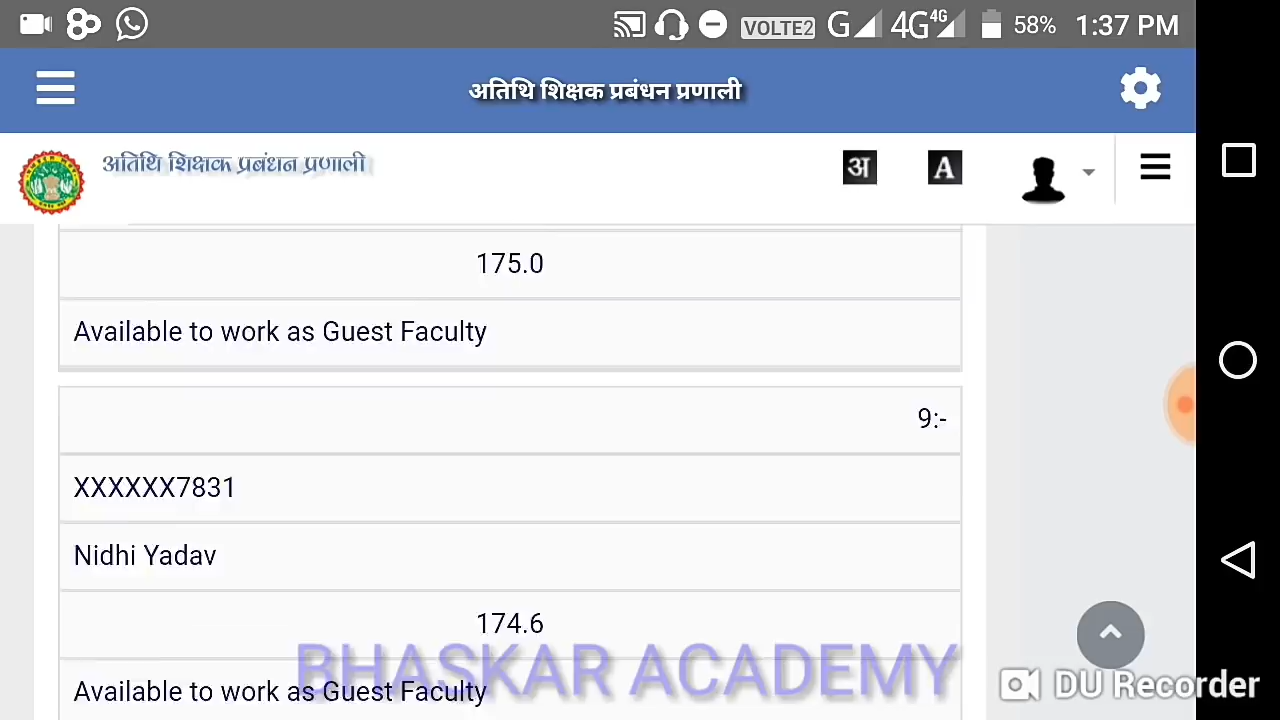 VOLTE2 G 4G 4G 58% 1:37 PM
अतिथि शिक्षक प्रबंधन प्रणाली
अतिथि शिक्षक प्रबंधन प्रणाली
अ A
175.0
Available to work as Guest Faculty
9:-
XXXXXX7831
Nidhi Yadav
174.6
BHASKAR ACADEMY
Available to work as Guest Faculty
DU Recorder